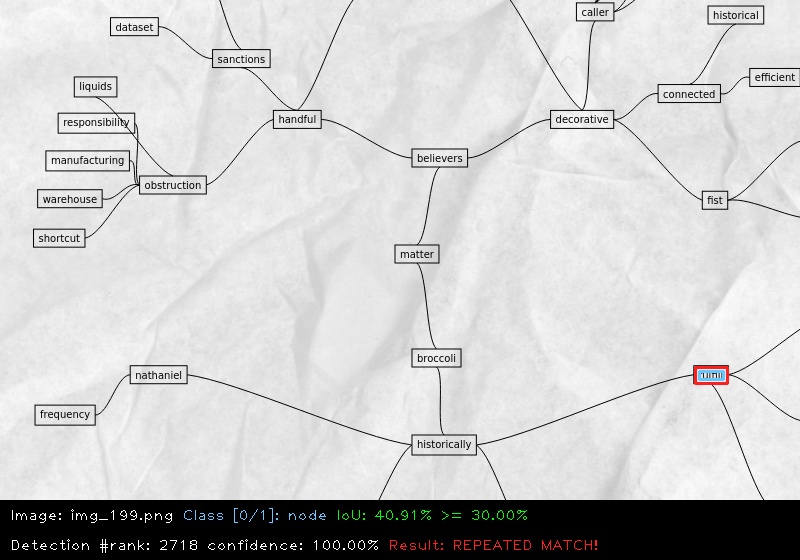 caller
historical
dataset
sanctions
efficient
liquids
connected
responsibility
handful
decorative
manufacturing
believers
obstruction
warehouse
fist
shortcut
matter
broccoli
nathaniel
frequency
historically
Image: img_199.png Class [0/1]: node IoU: 40.91% >= 30.00%
Detection #rank: 2718 confidence: 100.00% Result: REPEATED MATCH!